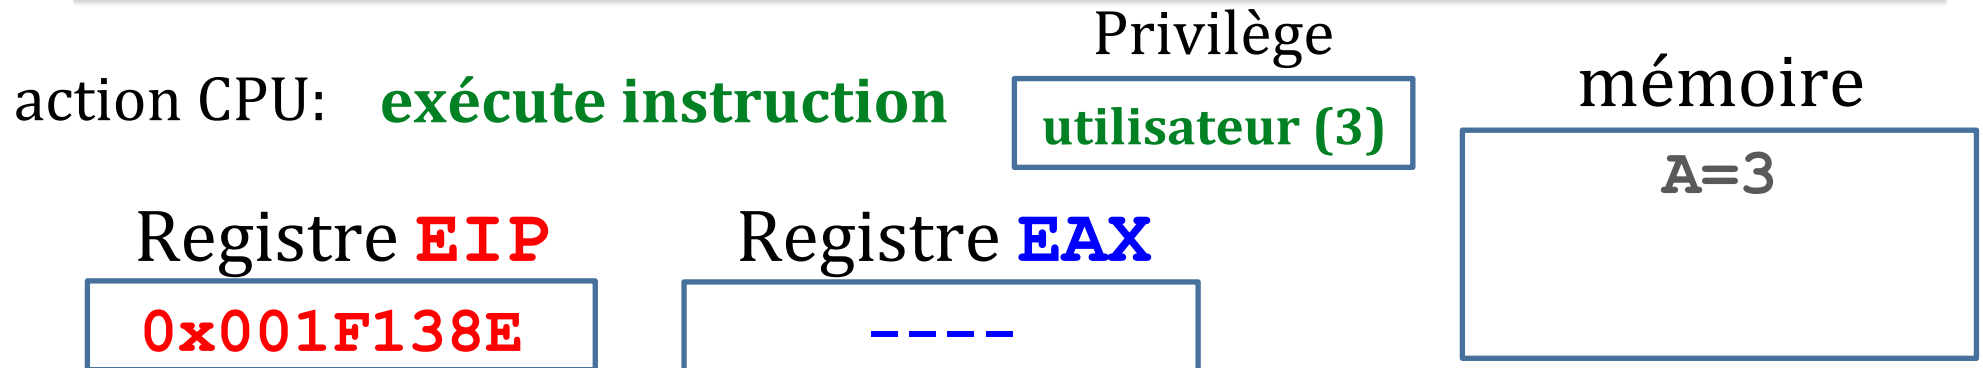 Privilège
action CPU: exécute instruction
utilisateur (3)
mémoire
A=3
Registre EIP
Registre EAX
0x001F138E
----